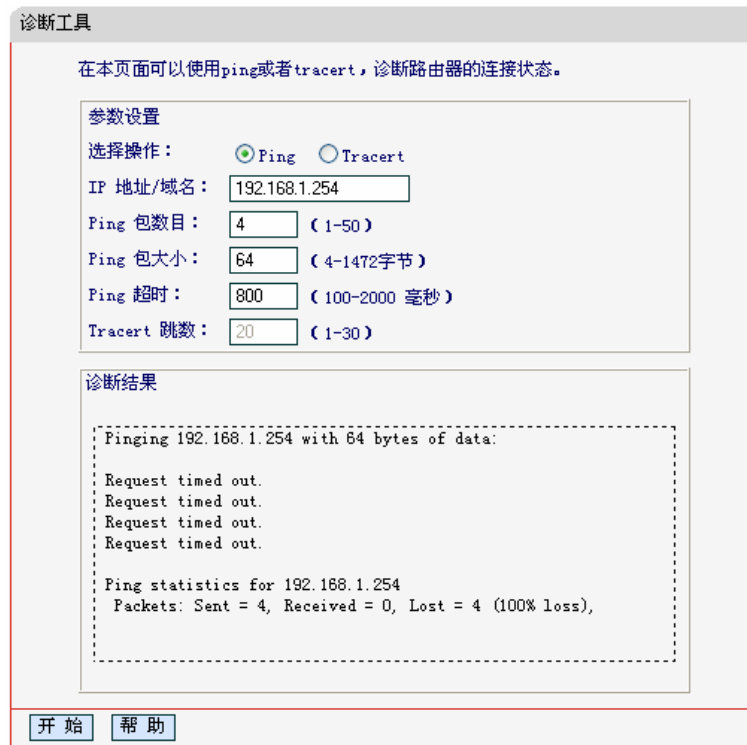 诊断工具
在本页面可以使用ping或者tracert，诊断路由器的连接状态。
参数设置
选择操作： Ping Tracert
IP 地址/域名： 192.168.1.254
Ping 包数目： 4 （1-50）
Ping 包大小： 64 （4-1472字节）
Ping 超时： 800 （100-2000 毫秒）
Tracert 跳数： 20 （1-30）
诊断结果
Pinging 192.168.1.254 with 64 bytes of data:
Request timed out.
Request timed out.
Request timed out.
Request timed out.
Ping statistics for 192.168.1.254
Packets: Sent = 4, Received = 0, Lost = 4 (100% loss),
开 始 帮 助